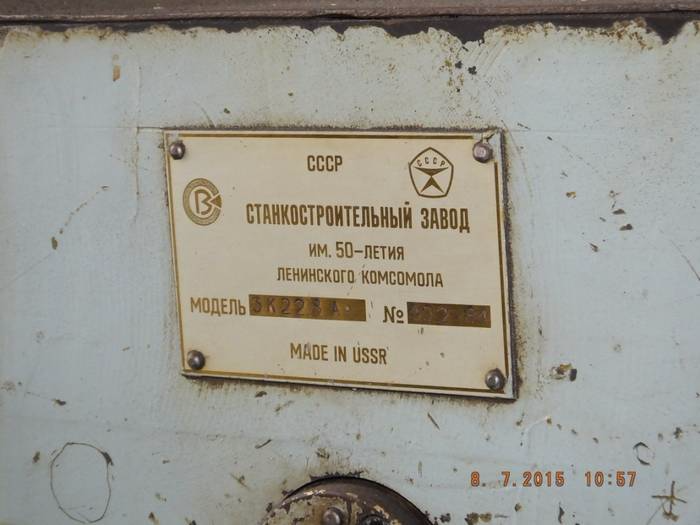 СССР
СССР
СТАНКОСТРОИТЕЛЬНЫЙ ЗАВОД
ИМ. 50-ЛЕТИЯ
ЛЕНИНСКОГО КОМСОМОЛА
МОДЕЛЬ 3К228А №
MADE IN USSR
8. 7.2015 10:57